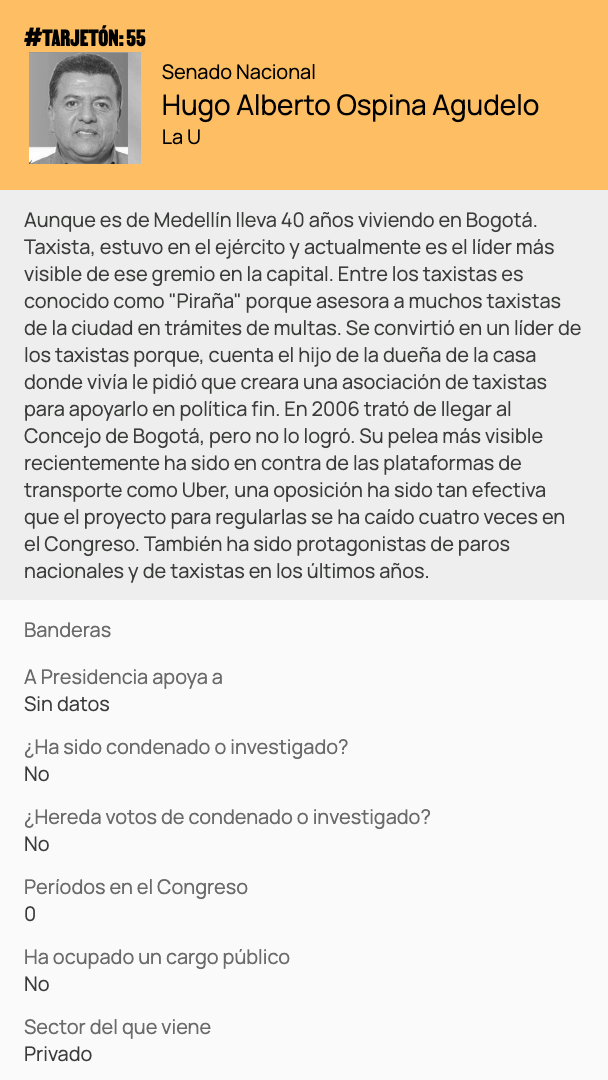 #TARJETÓN: 55
Senado Nacional
Hugo Alberto Ospina Agudelo
La U
Aunque es de Medellín lleva 40 años viviendo en Bogotá.
Taxista, estuvo en el ejército y actualmente es el líder más
visible de ese gremio en la capital. Entre los taxistas es
conocido como "Piraña" porque asesora a muchos taxistas
de la ciudad en trámites de multas. Se convirtió en un líder de
los taxistas porque, cuenta el hijo de la dueña de la casa
donde vivía le pidió que creara una asociación de taxistas
para apoyarlo en política fin. En 2006 trató de llegar al
Concejo de Bogotá, pero no lo logró. Su pelea más visible
recientemente ha sido en contra de las plataformas de
transporte como Uber, una oposición ha sido tan efectiva
que el proyecto para regularlas se ha caído cuatro veces en
el Congreso. También ha sido protagonistas de paros
nacionales y de taxistas en los últimos años.
Banderas
A Presidencia apoya a
Sin datos
¿Ha sido condenado o investigado?
No
¿Hereda votos de condenado o investigado?
No
Períodos en el Congreso
0
Ha ocupado un cargo público
No
Sector del que viene
Privado